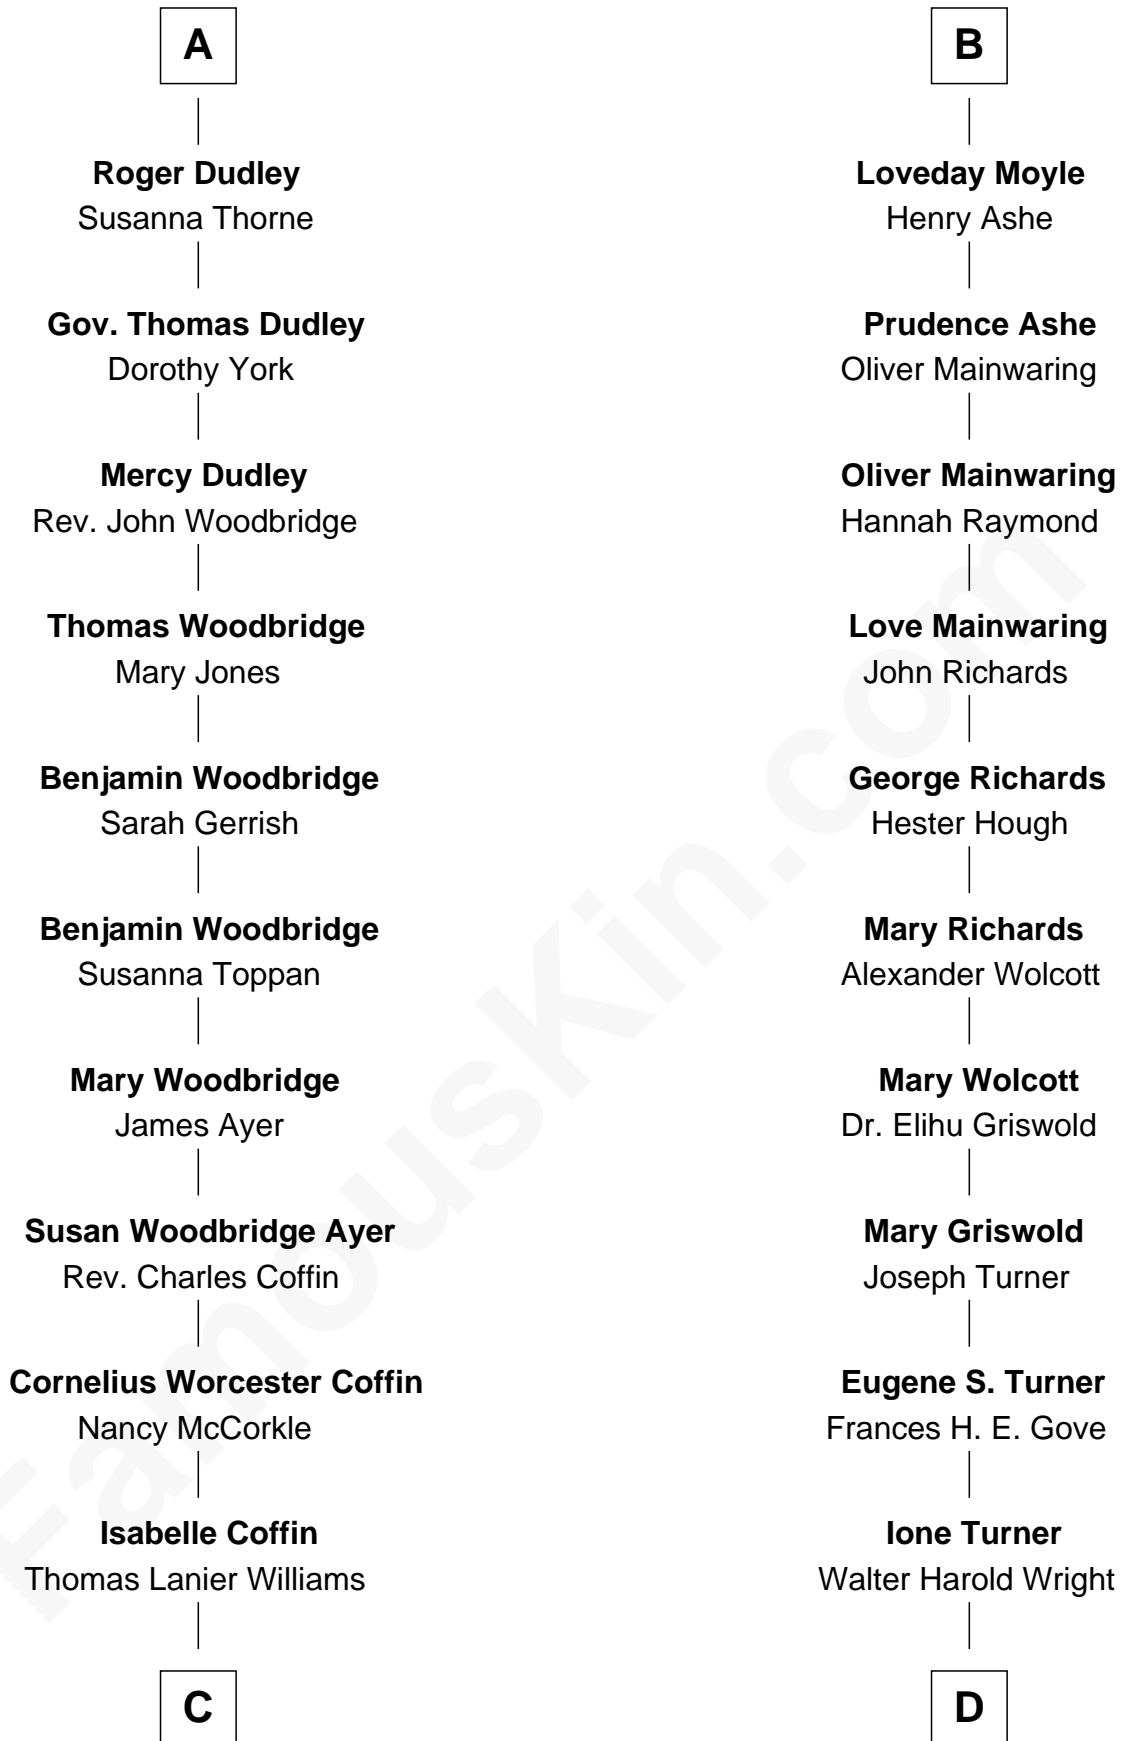 A
Roger Dudley
Susanna Thorne
Gov. Thomas Dudley
Dorothy York
Mercy Dudley
Rev. John Woodbridge
Thomas Woodbridge
Mary Jones
Benjamin Woodbridge
Sarah Gerrish
Benjamin Woodbridge
Susanna Toppan
Mary Woodbridge
James Ayer
Susan Woodbridge Ayer
Rev. Charles Coffin
Cornelius Worcester Coffin
Nancy McCorkle
Isabelle Coffin
Thomas Lanier Williams
C
B
Loveday Moyle
Henry Ashe
Prudence Ashe
Oliver Mainwaring
Oliver Mainwaring
Hannah Raymond
Love Mainwaring
John Richards
George Richards
Hester Hough
Mary Richards
Alexander Wolcott
Mary Wolcott
Dr. Elihu Griswold
Mary Griswold
Joseph Turner
Eugene S. Turner
Frances H. E. Gove
Ione Turner
Walter Harold Wright
D
FamousKin.com